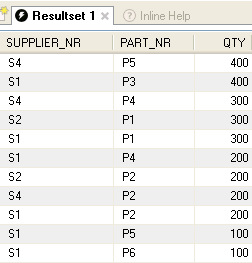 Resultset 1 Inline Help
SUPPLIER_NR PART_NR QTY
S4 P5 400
S1 P3 400
S4 P4 300
S2 P1 300
S1 P1 300
S1 P4 200
S2 P2 200
S4 P2 200
S1 P2 200
S1 P5 100
S1 P6 100